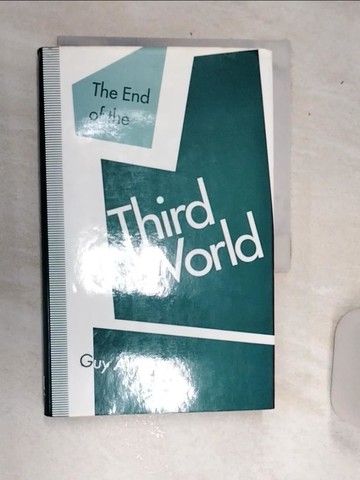 The End
of the
Third
World
Guy